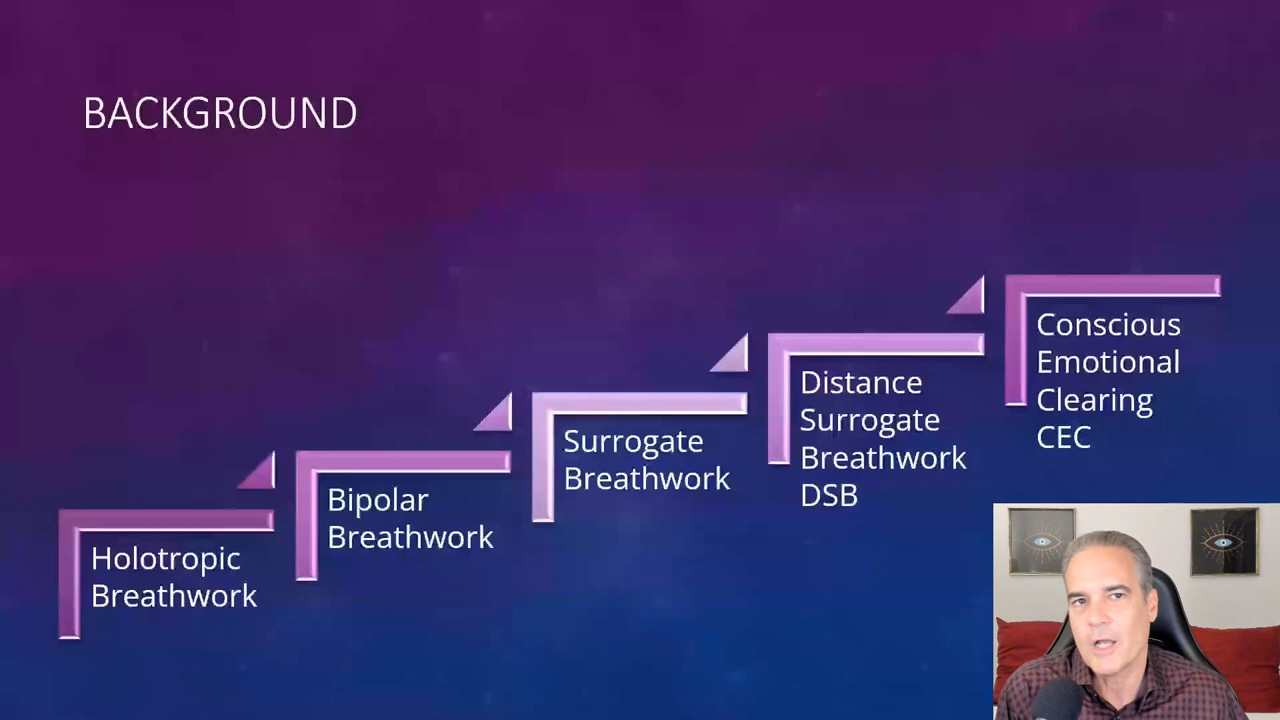 BACKGROUND
Holotropic
Breathwork
Bipolar
Breathwork
Surrogate
Breathwork
Distance
Surrogate
Breathwork
DSB
Conscious
Emotional
Clearing
CEC